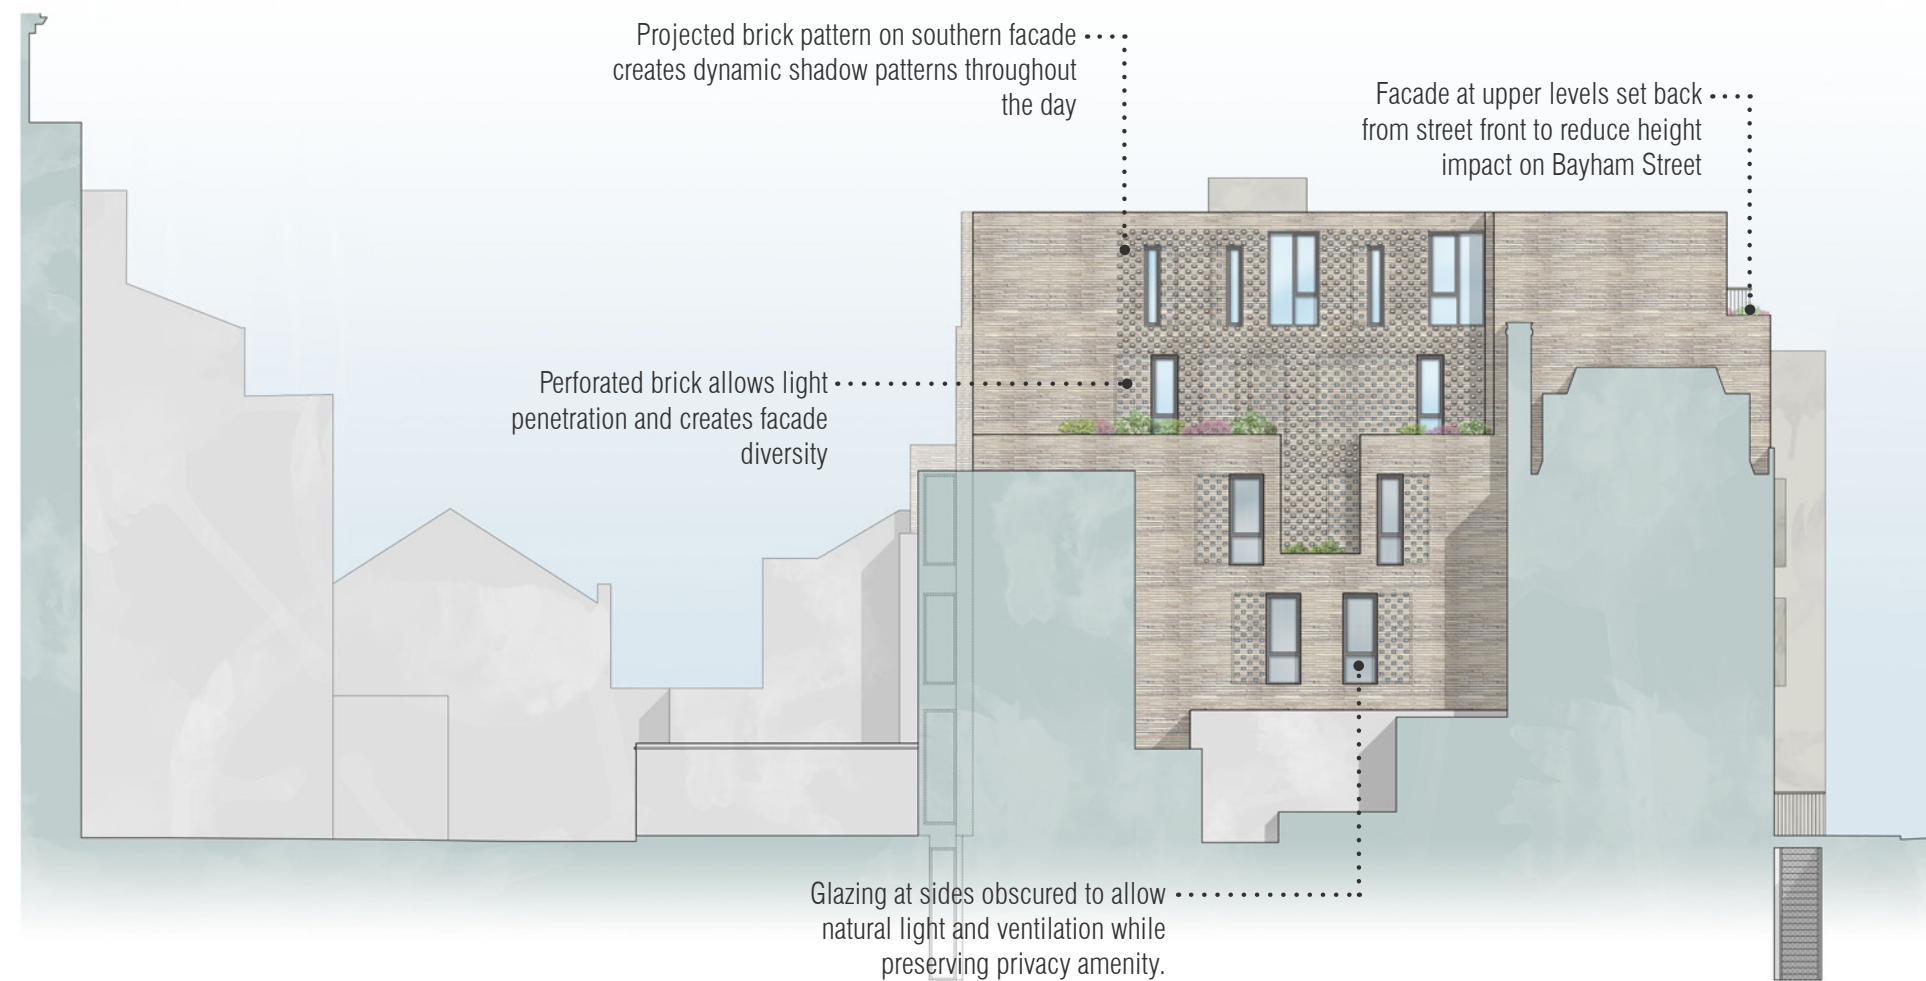 Projected brick pattern on southern facade
creates dynamic shadow patterns throughout
the day
Facade at upper levels set back
from street front to reduce height
impact on Bayham Street
Perforated brick allows light
penetration and creates facade
diversity
Glazing at sides obscured to allow
natural light and ventilation while
preserving privacy amenity.